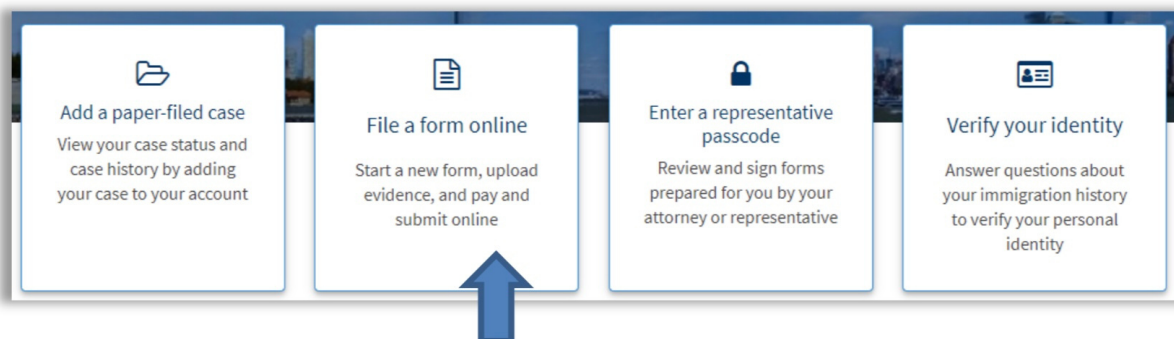 Add a paper-filed case
View your case status and
case history by adding
your case to your account
File a form online
Start a new form, upload
evidence, and pay and
submit online
Enter a representative
passcode
Review and sign forms
prepared for you by your
attorney or representative
Verify your identity
Answer questions about
your immigration history
to verify your personal
identity